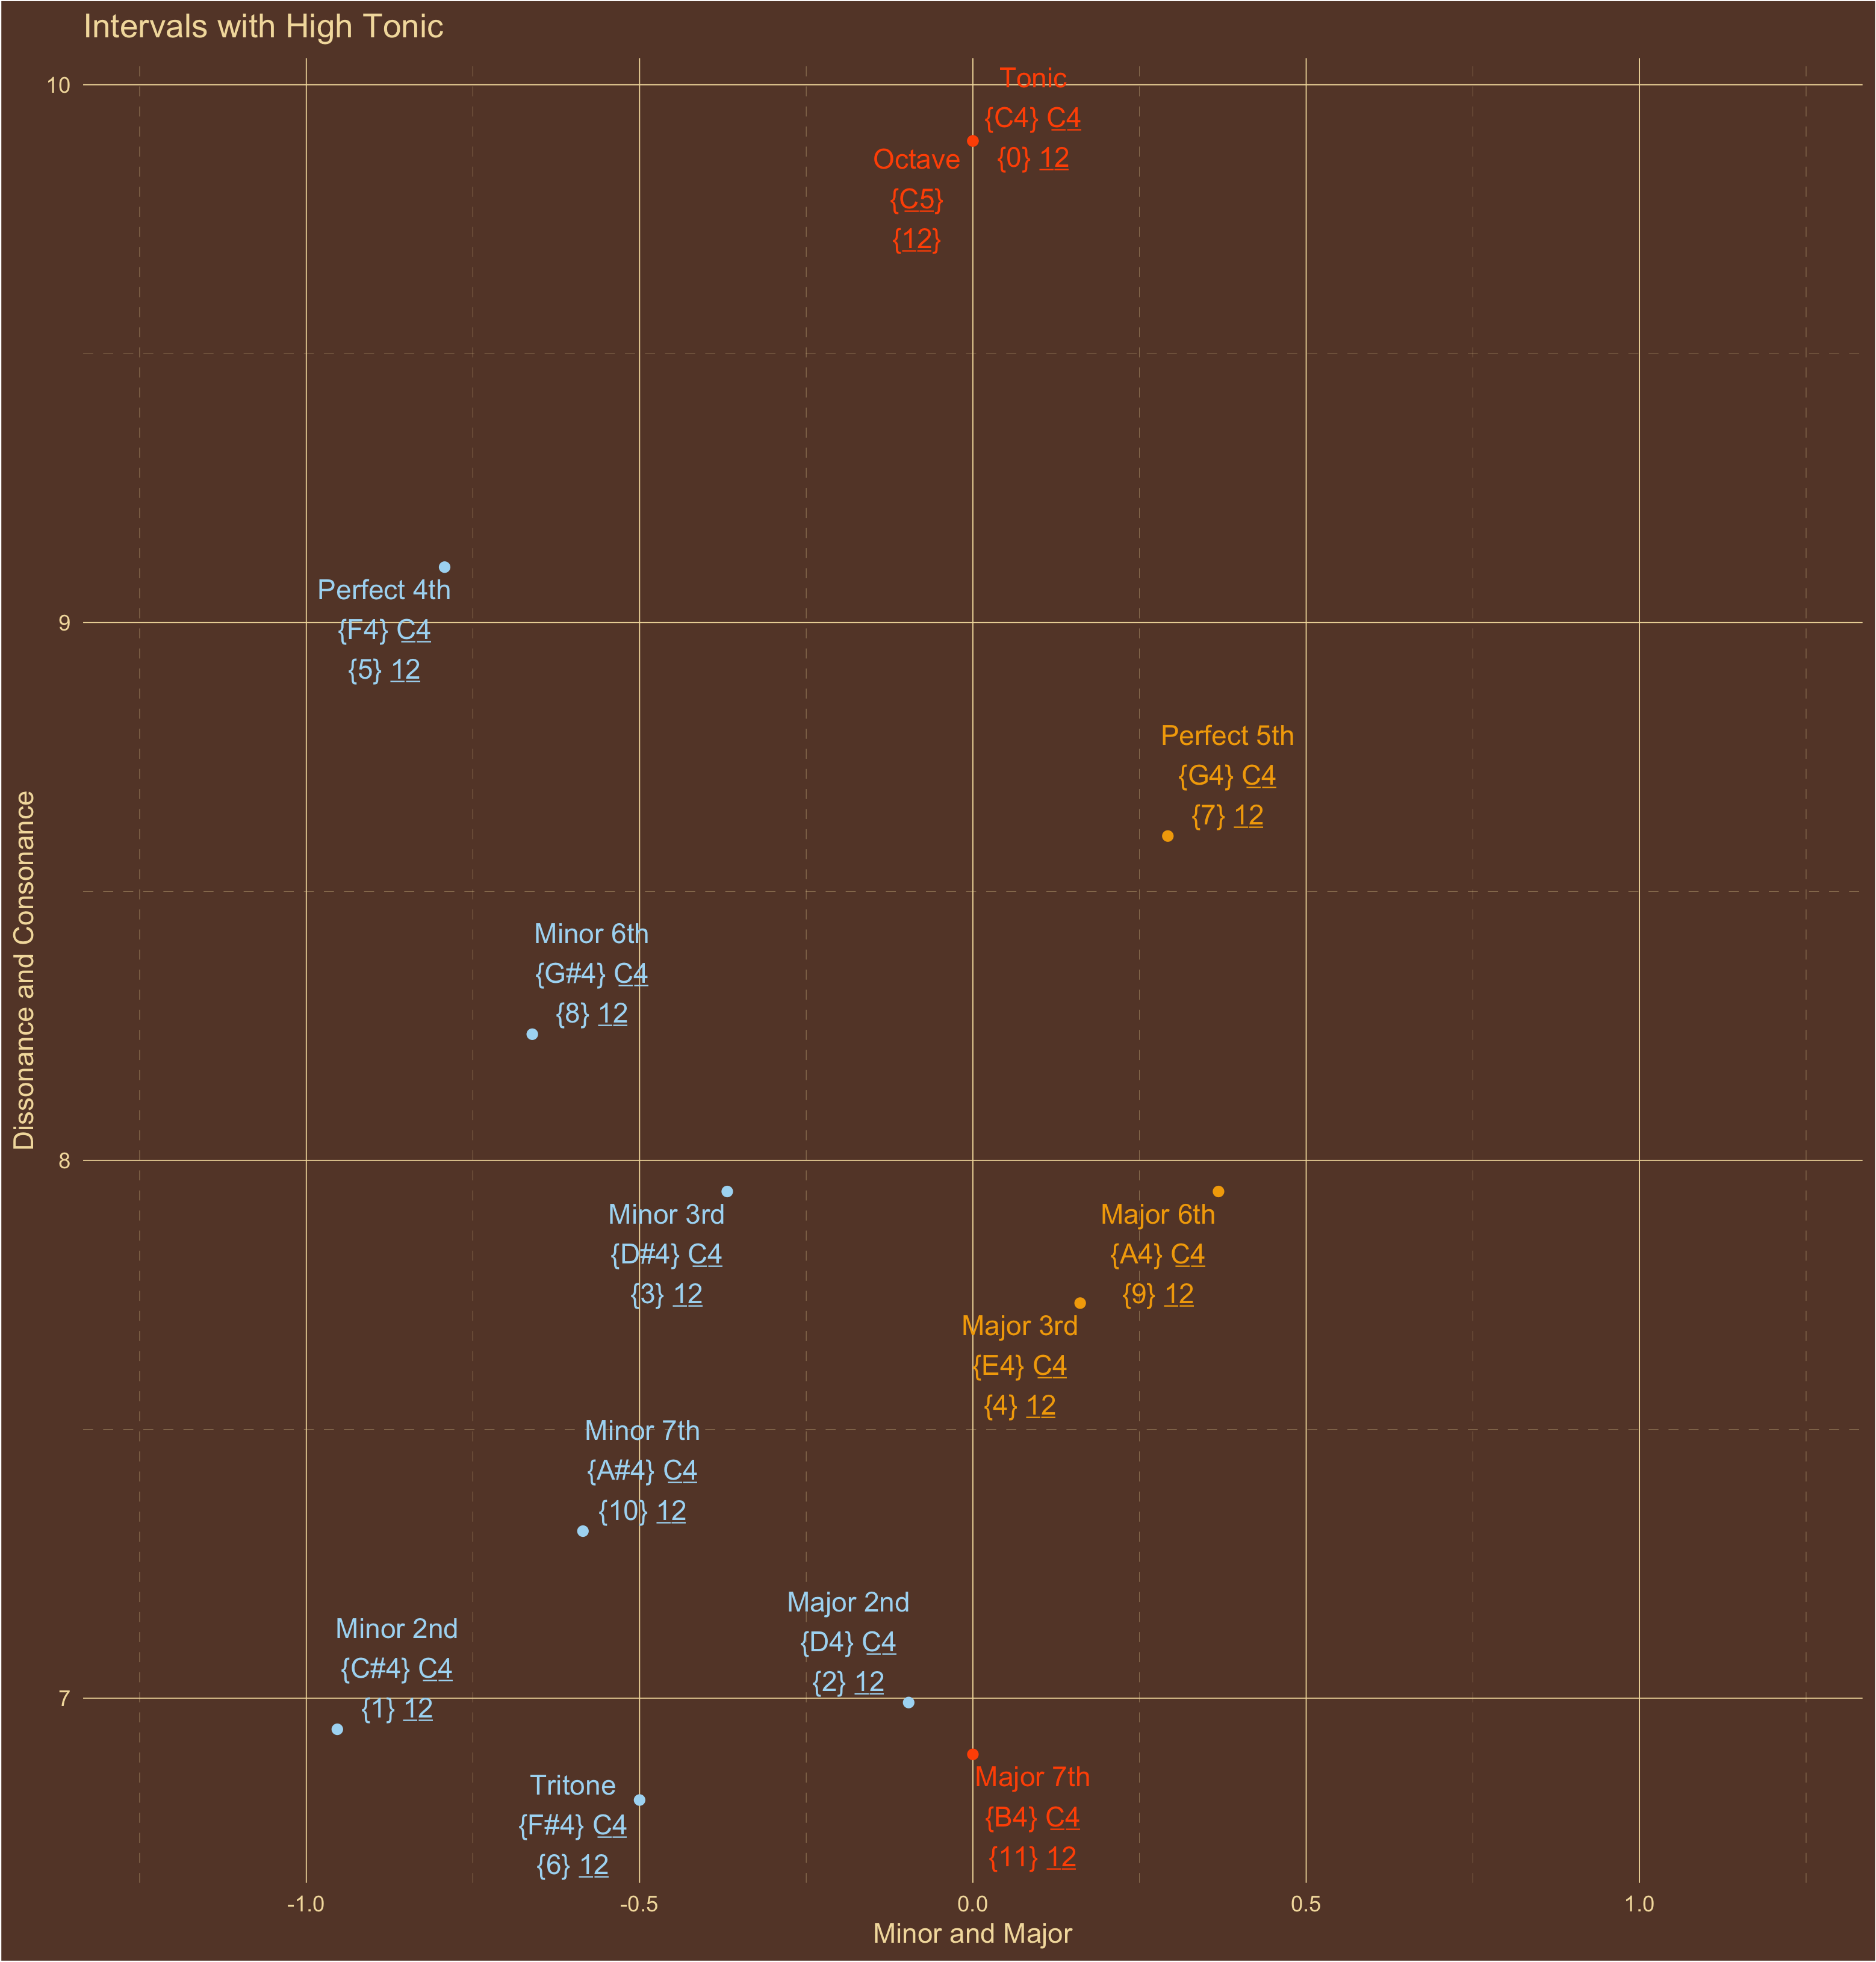 Intervals with High Tonic
10
9
8
7
Dissonance and Consonance
Tonic
{C4} C4
{0} 12
Octave
{C5}
{12}
Perfect 4th
{F4} C4
{5} 12
Perfect 5th
{G4} C4
{7} 12
Minor 6th
{G#4} C4
{8} 12
Minor 3rd
{D#4} C4
{3} 12
Major 6th
{A4} C4
{9} 12
Major 3rd
{E4} C4
{4} 12
Minor 7th
{A#4} C4
{10} 12
Major 2nd
{D4} C4
{2} 12
Minor 2nd
{C#4} C4
{1} 12
Major 7th
{B4} C4
{11} 12
Tritone
{F#4} C4
{6} 12
-1.0 -0.5 0.0 0.5 1.0
Minor and Major